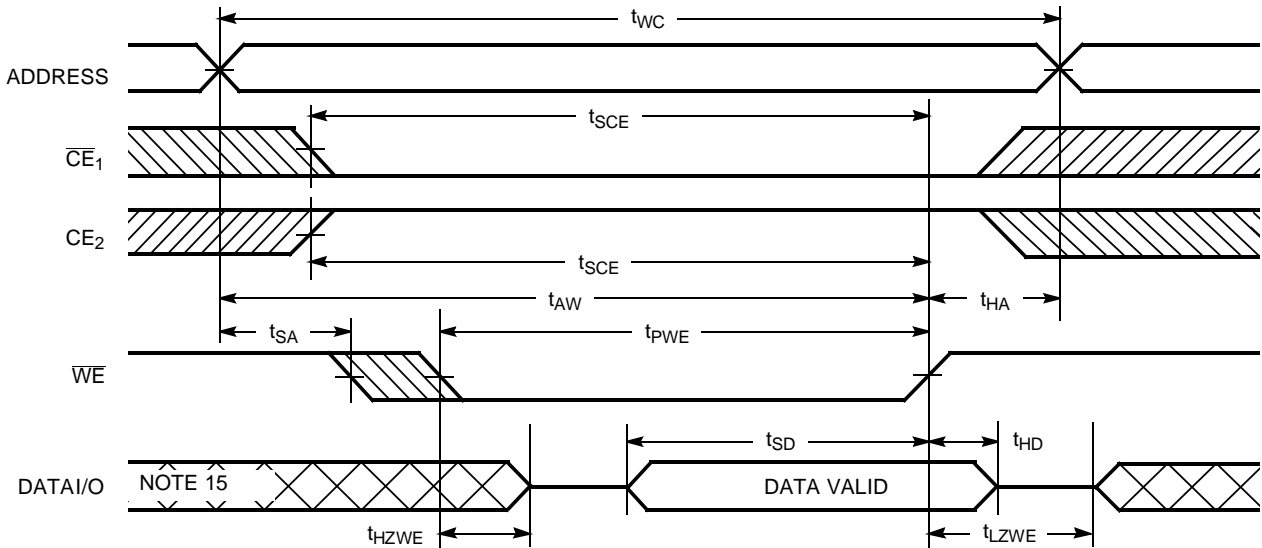 tWC
ADDRESS
tSCE
CE1
CE2
tSCE
tAW
tHA
tSA
tPWE
WE
tSD
tHD
DATAI/O
NOTE 15
DATA VALID
tHZWE
tLZWE